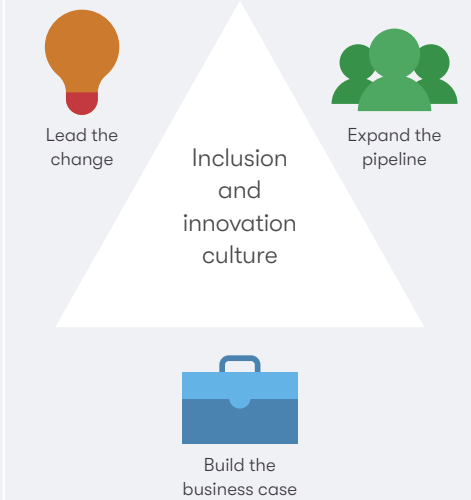 Lead the
change
Expand the
pipeline
Inclusion
and
innovation
culture
Build the
business case